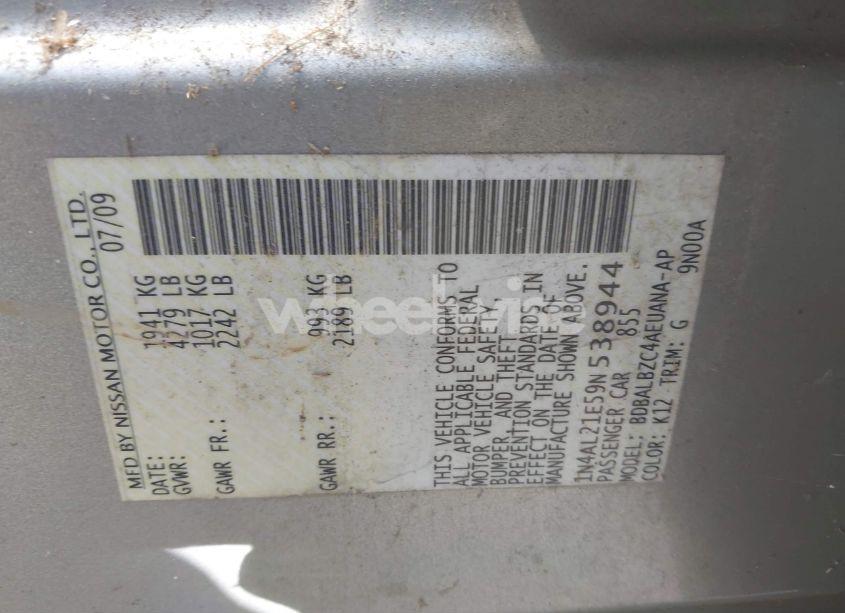 MFD BY NISSAN MOTOR CO., LTD.
DATE: 07/09
GVWR: 1941 KG
4279 LB
GAWR FR.: 1017 KG
2242 LB
GAWR RR.: 993 KG
2189 LB
THIS VEHICLE CONFORMS TO
ALL APPLICABLE FEDERAL
MOTOR VEHICLE SAFETY,
BUMPER, AND THEFT
PREVENTION STANDARDS IN
EFFECT ON THE DATE OF
MANUFACTURE SHOWN ABOVE.
1N4AL21E59N538944
PASSENGER CAR 855
MODEL: BDBALBZC4AEUANA-AP
COLOR: K12 TRIM: G 9N00A